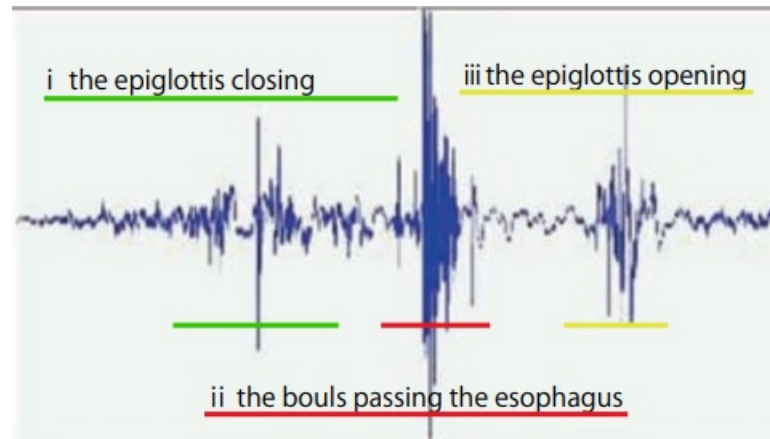 i the epiglottis closing
iii the epiglottis opening
ii the bouls passing the esophagus